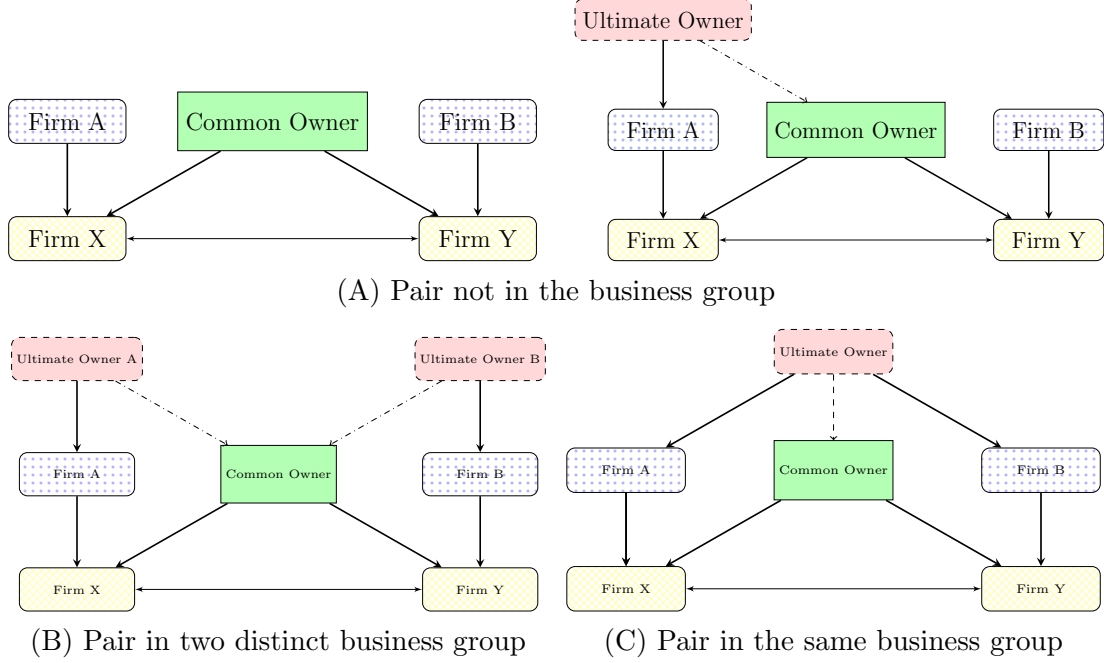 Ultimate Owner
Firm A
Common Owner
Firm B
Firm X
Firm Y
Firm A
Common Owner
Firm B
Firm X
Firm Y
(A) Pair not in the business group
Ultimate Owner A
Ultimate Owner B
Firm A
Common Owner
Firm B
Firm X
Firm Y
(B) Pair in two distinct business group
Ultimate Owner
Firm A
Common Owner
Firm B
Firm X
Firm Y
(C) Pair in the same business group